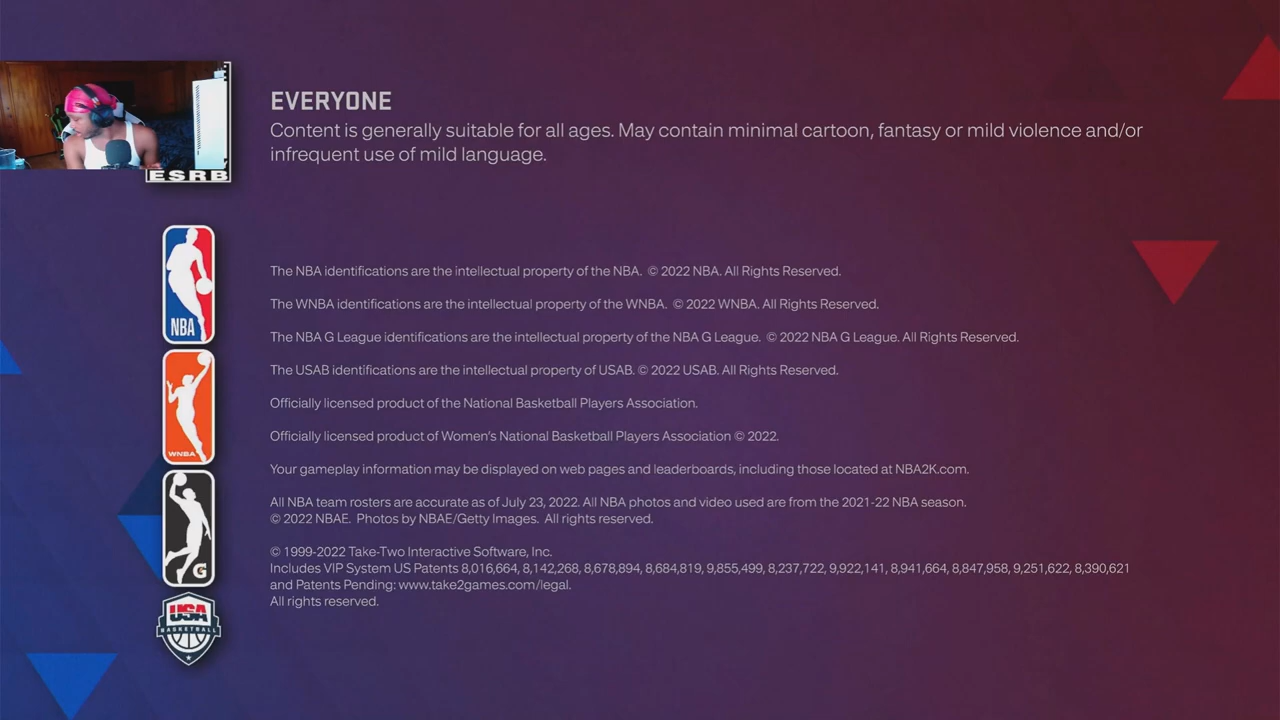 EVERYONE
Content is generally suitable for all ages. May contain minimal cartoon, fantasy or mild violence and/or
infrequent use of mild language.
ESRB
The NBA identifications are the intellectual property of the NBA. © 2022 NBA. All Rights Reserved.
NBA
The WNBA identifications are the intellectual property of the WNBA. © 2022 WNBA. All Rights Reserved.
The NBA G League identifications are the intellectual property of the NBA G League. © 2022 NBA G League. All Rights Reserved.
The USAB identifications are the intellectual property of USAB. © 2022 USAB. All Rights Reserved.
Officially licensed product of the National Basketball Players Association.
Officially licensed product of Women's National Basketball Players Association © 2022.
WNBA
Your gameplay information may be displayed on web pages and leaderboards, including those located at NBA2K.com.
All NBA team rosters are accurate as of July 23, 2022. All NBA photos and video used are from the 2021-22 NBA season.
© 2022 NBAE. Photos by NBAE/Getty Images. All rights reserved.
© 1999-2022 Take-Two Interactive Software, Inc.
Includes VIP System US Patents 8,016,664, 8,142,268, 8,678,894, 8,684,819, 9,855,499, 8,237,722, 9,922,141, 8,941,664, 8,847,958, 9,251,622, 8,390,621
G
and Patents Pending: www.take2games.com/legal.
All rights reserved.
USA
BASKETBALL